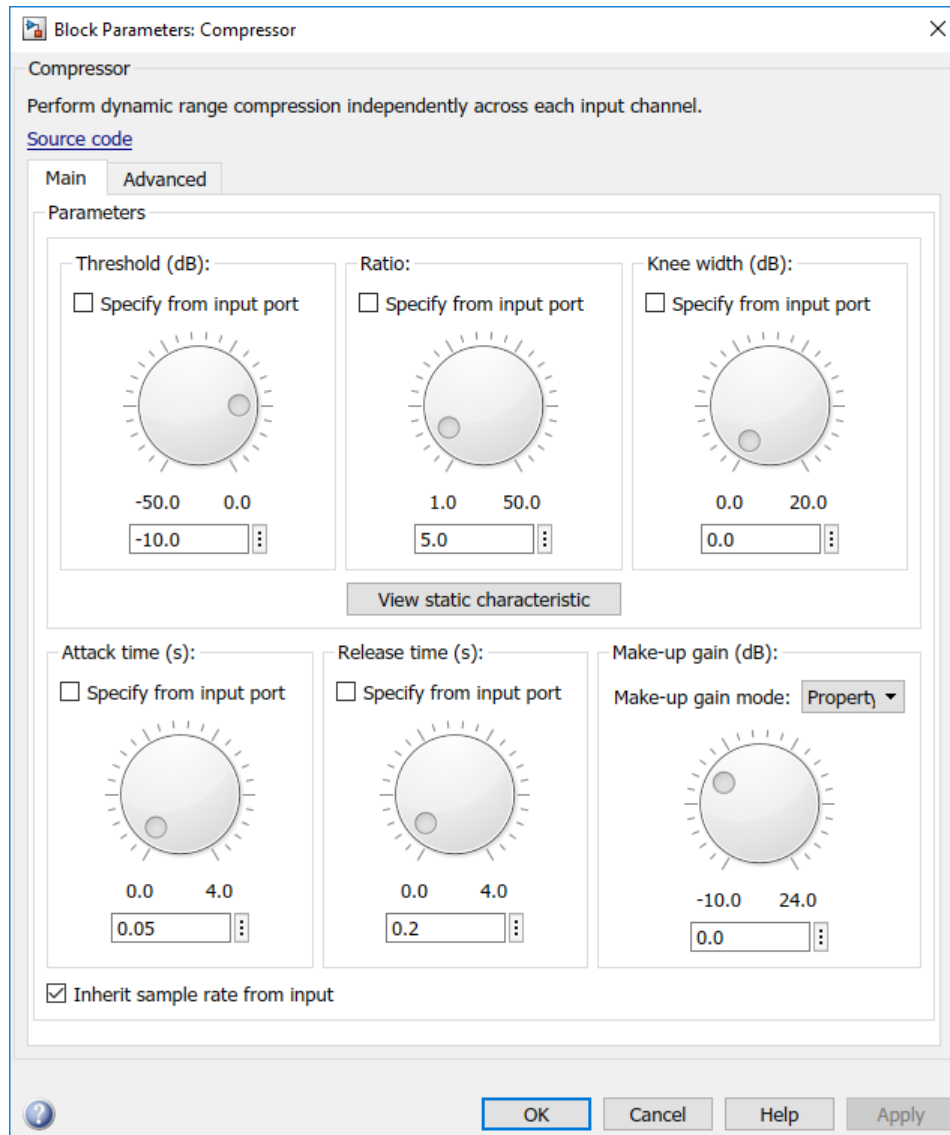 Block Parameters: Compressor
Compressor
Perform dynamic range compression independently across each input channel.
Source code
Main Advanced
Parameters
Threshold (dB): Ratio: Knee width (dB):
Specify from input port Specify from input port Specify from input port
-50.0 0.0 1.0 50.0 0.0 20.0
-10.0 5.0 0.0
View static characteristic
Attack time (s): Release time (s): Make-up gain (dB):
Specify from input port Specify from input port Make-up gain mode: Property
0.0 4.0 0.0 4.0 -10.0 24.0
0.05 0.2 0.0
Inherit sample rate from input
OK Cancel Help Apply